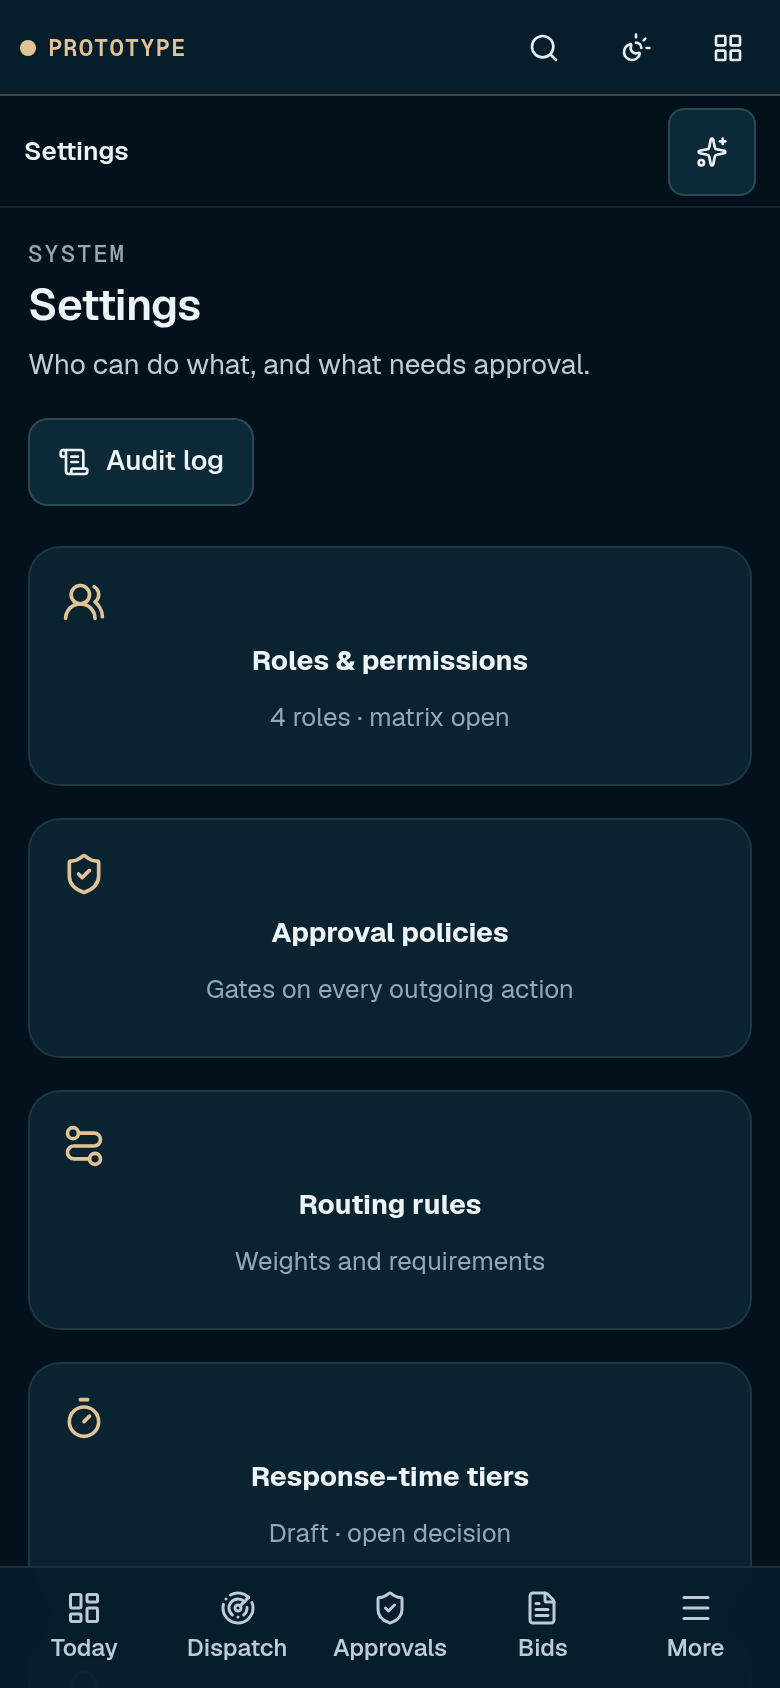 PROTOTYPE
Settings
SYSTEM
Settings
Who can do what, and what needs approval.
Audit log
Roles & permissions
4 roles · matrix open
Approval policies
Gates on every outgoing action
Routing rules
Weights and requirements
Response-time tiers
Draft · open decision
Today
Dispatch
Approvals
Bids
More